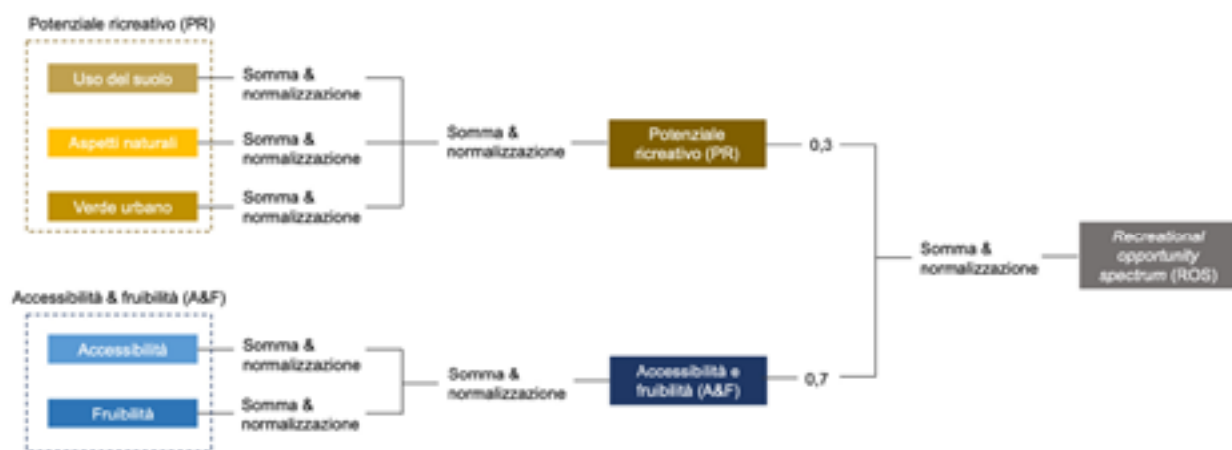 Potenziale ricreativo (PR)
Uso del suolo
Somma &
normalizzazione
Aspetti naturali
Somma &
normalizzazione
Verde urbano
Somma &
normalizzazione
Somma &
normalizzazione
Potenziale
ricreativo (PR)
0,3
Accessibilità & fruibilità (A&F)
Accessibilità
Somma &
normalizzazione
Fruibilità
Somma &
normalizzazione
Somma &
normalizzazione
Accessibilità e
fruibilità (A&F)
0,7
Somma &
normalizzazione
Recreational
opportunity
spectrum (ROS)